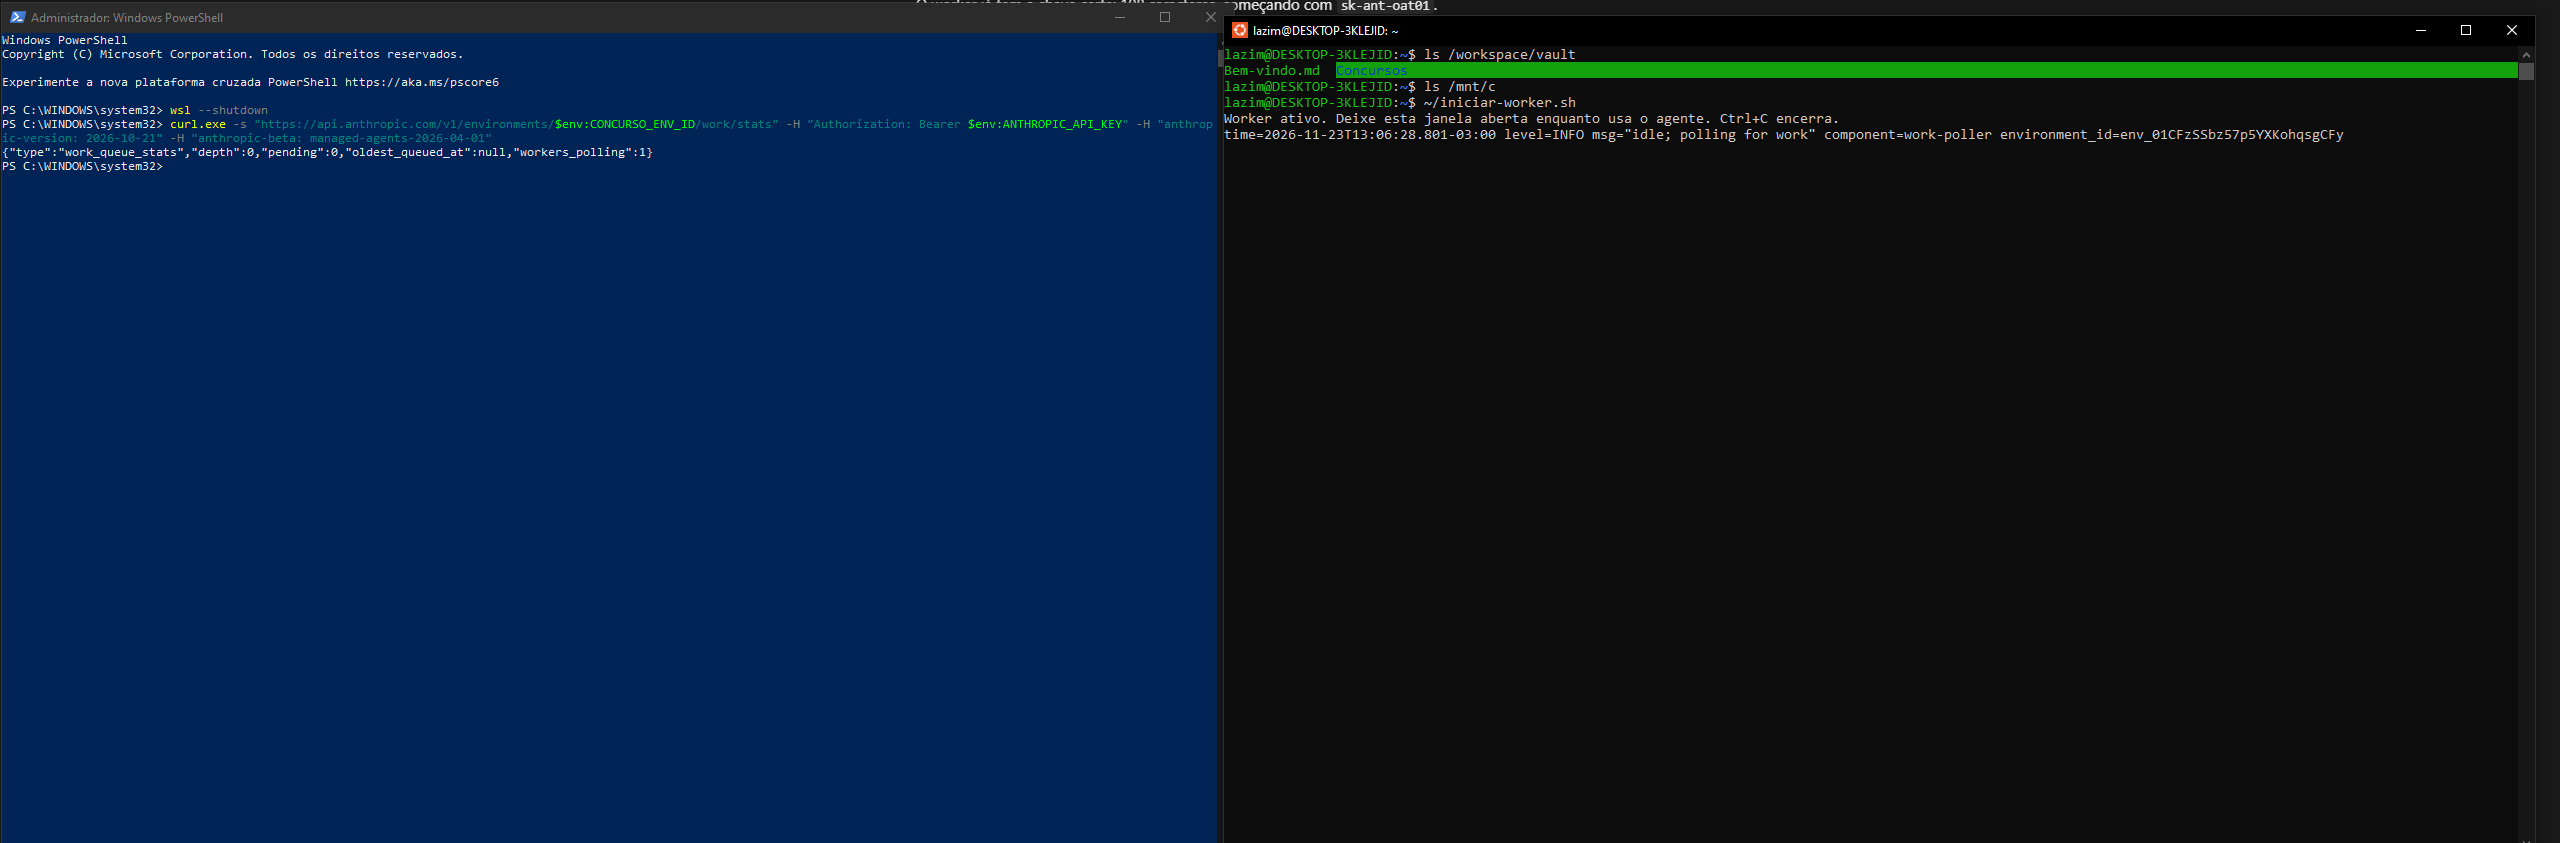 começando com sk-ant-oat01.
Administrador: Windows PowerShell
Windows PowerShell
Copyright (C) Microsoft Corporation. Todos os direitos reservados.
Experimente a nova plataforma cruzada PowerShell https://aka.ms/pscore6
PS C:\WINDOWS\system32> wsl --shutdown
PS C:\WINDOWS\system32> curl.exe -s "https://api.anthropic.com/v1/environments/$env:CONCURSO_ENV_ID/work/stats" -H "Authorization: Bearer $env:ANTHROPIC_API_KEY" -H "anthrop
ic-version: 2026-10-21" -H "anthropic-beta: managed-agents-2026-04-01"
{"type":"work_queue_stats","depth":0,"pending":0,"oldest_queued_at":null,"workers_polling":1}
PS C:\WINDOWS\system32>
lazim@DESKTOP-3KLEJID: ~
lazim@DESKTOP-3KLEJID:~$ ls /workspace/vault
Bem-vindo.md  Concursos
lazim@DESKTOP-3KLEJID:~$ ls /mnt/c
lazim@DESKTOP-3KLEJID:~$ ~/iniciar-worker.sh
Worker ativo. Deixe esta janela aberta enquanto usa o agente. Ctrl+C encerra.
time=2026-11-23T13:06:28.801-03:00 level=INFO msg="idle; polling for work" component=work-poller environment_id=env_01CFzSSbz57p5YXKohqsgCFy